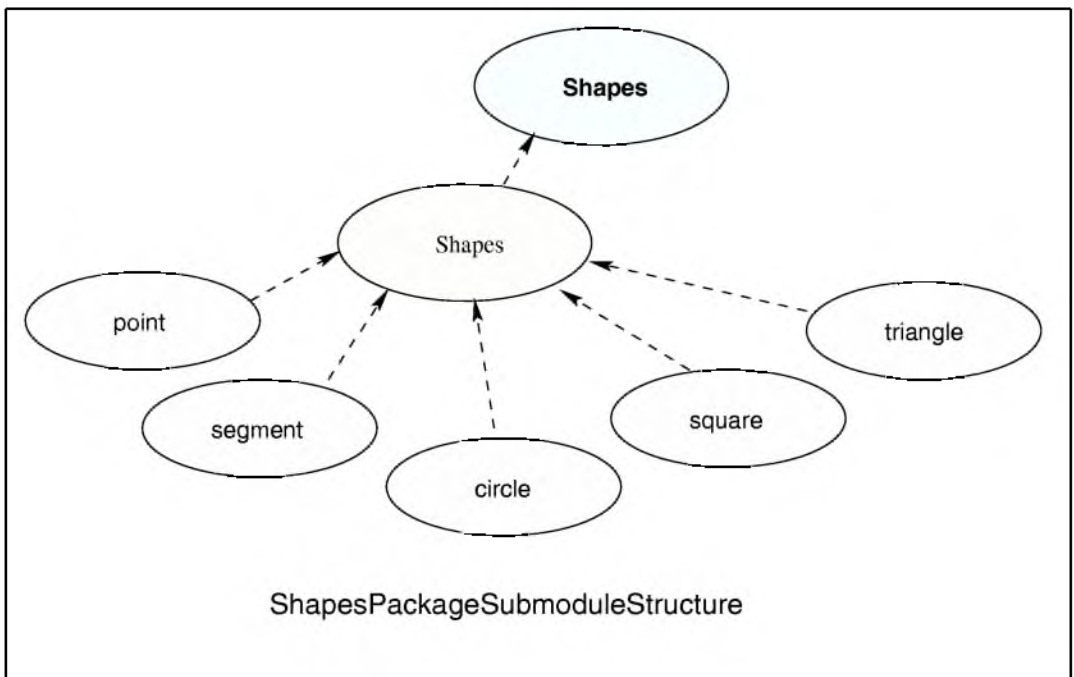 Shapes
Shapes
point
triangle
segment
square
circle
ShapesPackageSubmoduleStructure